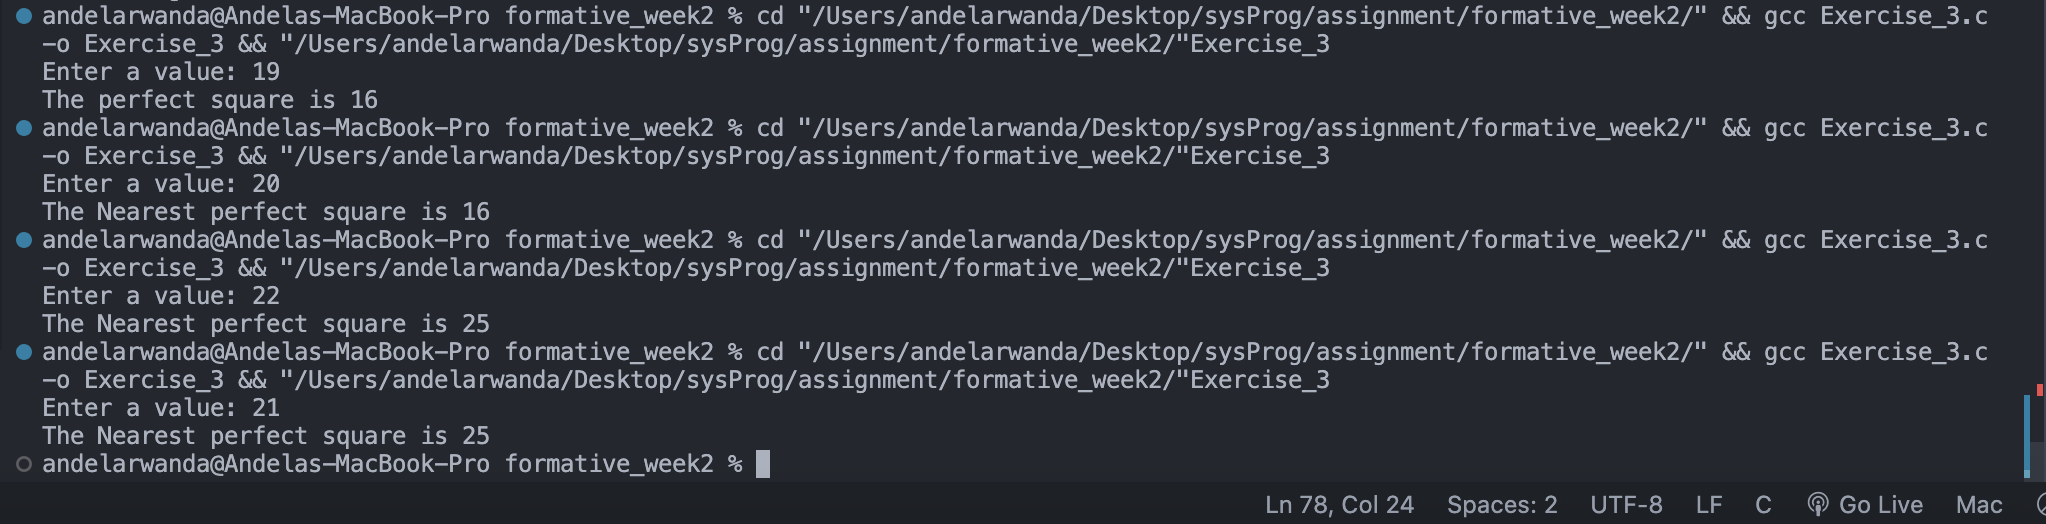 andelarwanda@Andelas-MacBook-Pro formative_week2 % cd "/Users/andelarwanda/Desktop/sysProg/assignment/formative_week2/" && gcc Exercise_3.c
-o Exercise_3 && "/Users/andelarwanda/Desktop/sysProg/assignment/formative_week2/"Exercise_3
Enter a value: 19
The perfect square is 16
andelarwanda@Andelas-MacBook-Pro formative_week2 % cd "/Users/andelarwanda/Desktop/sysProg/assignment/formative_week2/" && gcc Exercise_3.c
-o Exercise_3 && "/Users/andelarwanda/Desktop/sysProg/assignment/formative_week2/"Exercise_3
Enter a value: 20
The Nearest perfect square is 16
andelarwanda@Andelas-MacBook-Pro formative_week2 % cd "/Users/andelarwanda/Desktop/sysProg/assignment/formative_week2/" && gcc Exercise_3.c
-o Exercise_3 && "/Users/andelarwanda/Desktop/sysProg/assignment/formative_week2/"Exercise_3
Enter a value: 22
The Nearest perfect square is 25
andelarwanda@Andelas-MacBook-Pro formative_week2 % cd "/Users/andelarwanda/Desktop/sysProg/assignment/formative_week2/" && gcc Exercise_3.c
-o Exercise_3 && "/Users/andelarwanda/Desktop/sysProg/assignment/formative_week2/"Exercise_3
Enter a value: 21
The Nearest perfect square is 25
andelarwanda@Andelas-MacBook-Pro formative_week2 %
Ln 78, Col 24 Spaces: 2 UTF-8 LF C Go Live Mac